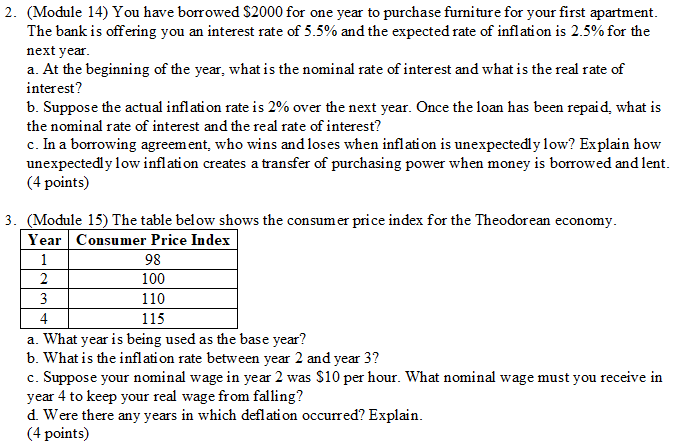 2. (Module 14) You have borrowed $2000 for one year to purchase furniture for your first apartment.
The bank is offering you an interest rate of 5.5% and the expected rate of inflation is 2.5% for the
next year.
a. At the beginning of the year, what is the nominal rate of interest and what is the real rate of
interest?
b. Suppose the actual inflation rate is 2% over the next year. Once the loan has been repaid, what is
the nominal rate of interest and the real rate of interest?
c. In a borrowing agreement, who wins and loses when inflation is unexpectedly low? Explain how
unexpectedly low inflation creates a transfer of purchasing power when money is borrowed and lent.
(4 points)
3. (Module 15) The table below shows the consumer price index for the Theodorean economy.
Year Consumer Price Index
1 98
2 100
3 110
4 115
a. What year is being used as the base year?
b. What is the inflation rate between year 2 and year 3?
c. Suppose your nominal wage in year 2 was $10 per hour. What nominal wage must you receive in
year 4 to keep your real wage from falling?
d. Were there any years in which deflation occurred? Explain.
(4 points)